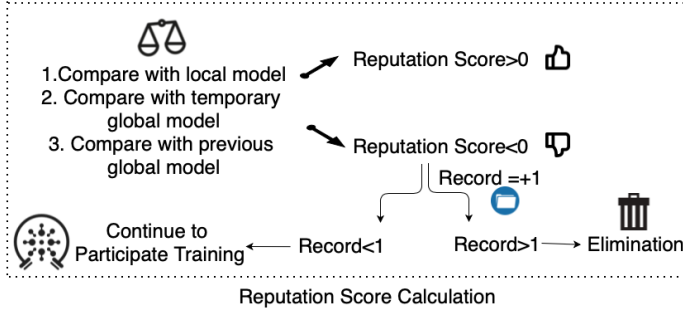 1.Compare with local model
2. Compare with temporary
global model
3. Compare with previous
global model
Reputation Score>0
Reputation Score<0
Record =+1
Continue to
Participate Training
Record<1
Record>1
Elimination
Reputation Score Calculation